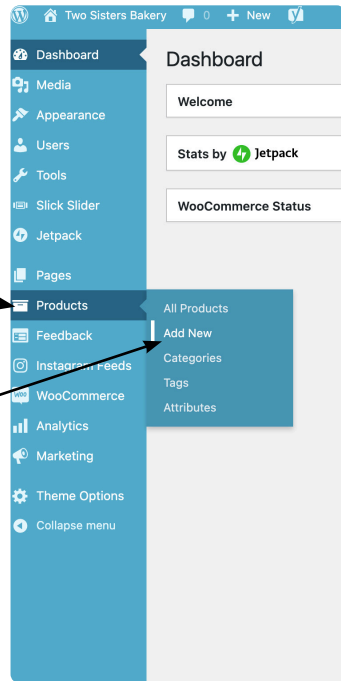 Two Sisters Bakery 0 + New
Dashboard
Media
Appearance
Users
Tools
Slick Slider
Jetpack
Pages
Products
Feedback
Instagram Feeds
WooCommerce
Analytics
Marketing
Theme Options
Collapse menu
All Products
Add New
Categories
Tags
Attributes
Dashboard
Welcome
Stats by Jetpack
WooCommerce Status